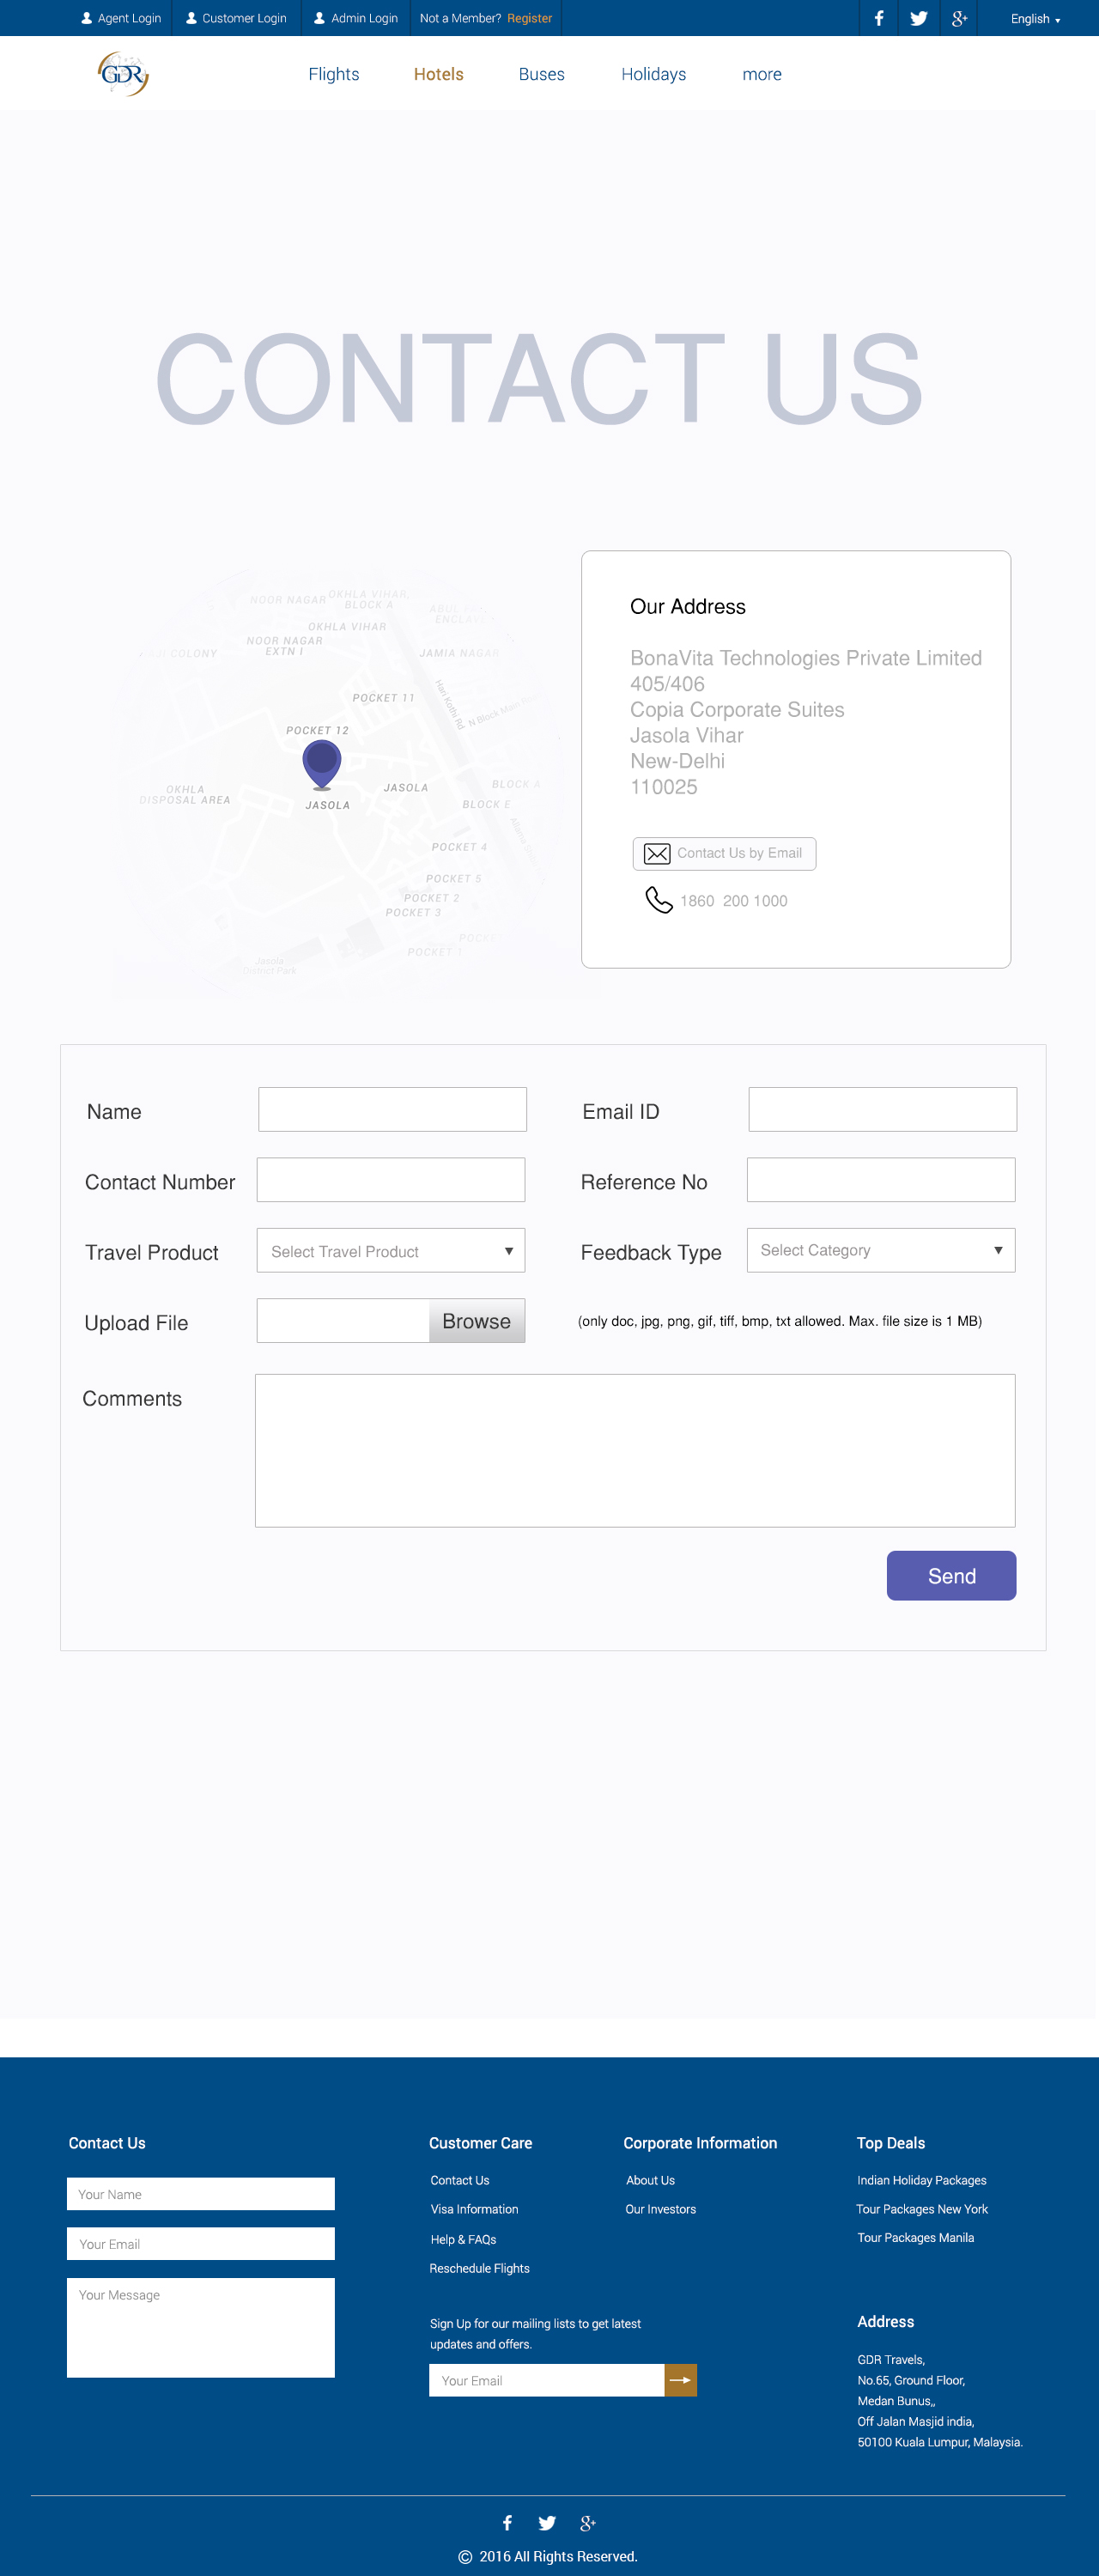 Agent Login
Customer Login
Admin Login
Not a Member? Register
English
GDR
Flights
Hotels
Buses
Holidays
more
CONTACT US
NOOR NAGAR
OKHLA VIHAR,
BLOCK A
OKHLA VIHAR
NOOR NAGAR
EXTN I
COLONY
JAMIA NAGAR
POCKET 11
Hari Kothi Rd
N Block Main
POCKET 12
OKHLA
DISPOSAL AREA
JASOLA
JASOLA
BLOCK A
BLOCK E
POCKET 4
POCKET 5
POCKET 2
POCKET 3
POCKET 1
Jasola
District Park
Our Address
BonaVita Technologies Private Limited
405/406
Copia Corporate Suites
Jasola Vihar
New-Delhi
110025
Contact Us by Email
1860 200 1000
Name
Email ID
Contact Number
Reference No
Travel Product
Select Travel Product
Feedback Type
Select Category
Upload File
Browse
(only doc, jpg, png, gif, tiff, bmp, txt allowed. Max. file size is 1 MB)
Comments
Send
Contact Us
Your Name
Your Email
Your Message
Customer Care
Contact Us
Visa Information
Help & FAQs
Reschedule Flights
Sign Up for our mailing lists to get latest
updates and offers.
Your Email
Corporate Information
About Us
Our Investors
Top Deals
Indian Holiday Packages
Tour Packages New York
Tour Packages Manila
Address
GDR Travels,
No.65, Ground Floor,
Medan Bunus,,
Off Jalan Masjid india,
50100 Kuala Lumpur, Malaysia.
© 2016 All Rights Reserved.